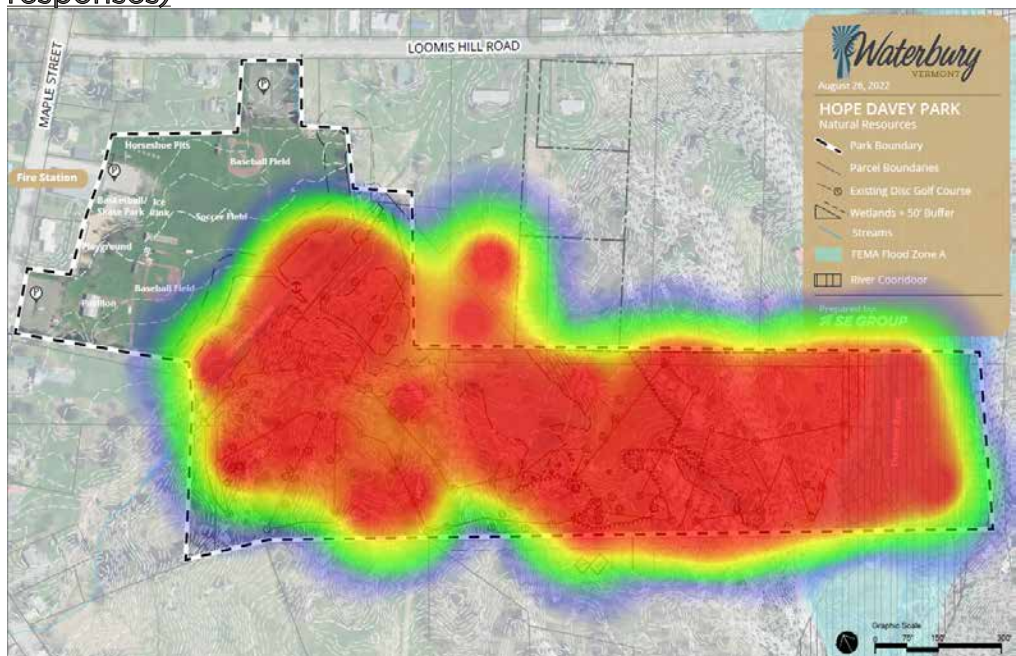 responses)
LOOMIS HILL ROAD
MAPLE STREET
Waterbury
VERMONT
August 26, 2022
HOPE DAVEY PARK
Natural Resources
Park Boundary
Parcel Boundaries
Existing Disc Golf Course
Wetlands + 50' Buffer
Streams
FEMA Flood Zone A
River Cooridoor
Prepared by:
SE GROUP
P
Horseshoe Pits
Baseball Field
P
Fire Station
Basketball/
Skate Park
Ice
Rink
Soccer Field
Playground
Baseball Field
P
Pavilion
Graphic Scale
0 75' 150' 300'